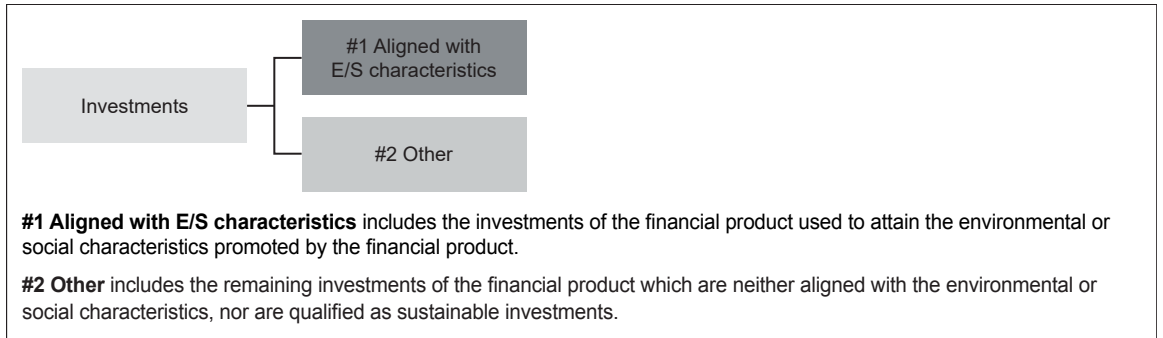 #1 Aligned with
E/S characteristics
Investments
#2 Other
#1 Aligned with E/S characteristics includes the investments of the financial product used to attain the environmental or
social characteristics promoted by the financial product.
#2 Other includes the remaining investments of the financial product which are neither aligned with the environmental or
social characteristics, nor are qualified as sustainable investments.